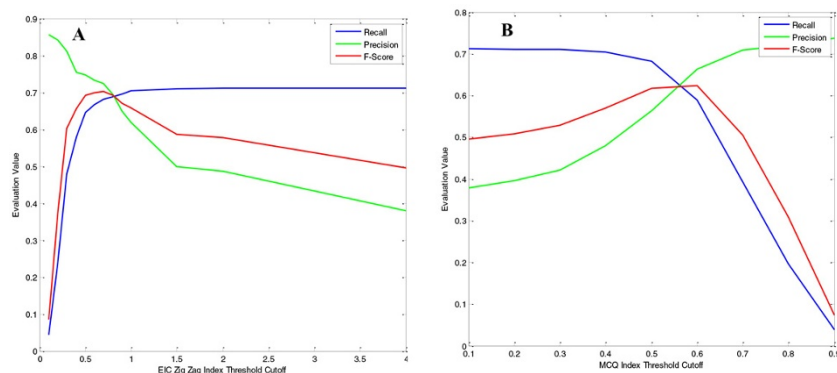 A
Recall
Precision
F-Score
0.9
0.8
0.7
0.6
0.5
0.4
0.3
0.2
0.1
0
Evaluation Value
0 0.5 1 1.5 2 2.5 3 3.5 4
EIC Zig Zag Index Threshold Cutoff
B
Recall
Precision
F-Score
0.8
0.7
0.6
0.5
0.4
0.3
0.2
0.1
0
Evaluation Value
0.1 0.2 0.3 0.4 0.5 0.6 0.7 0.8 0.9
MCQ Index Threshold Cutoff